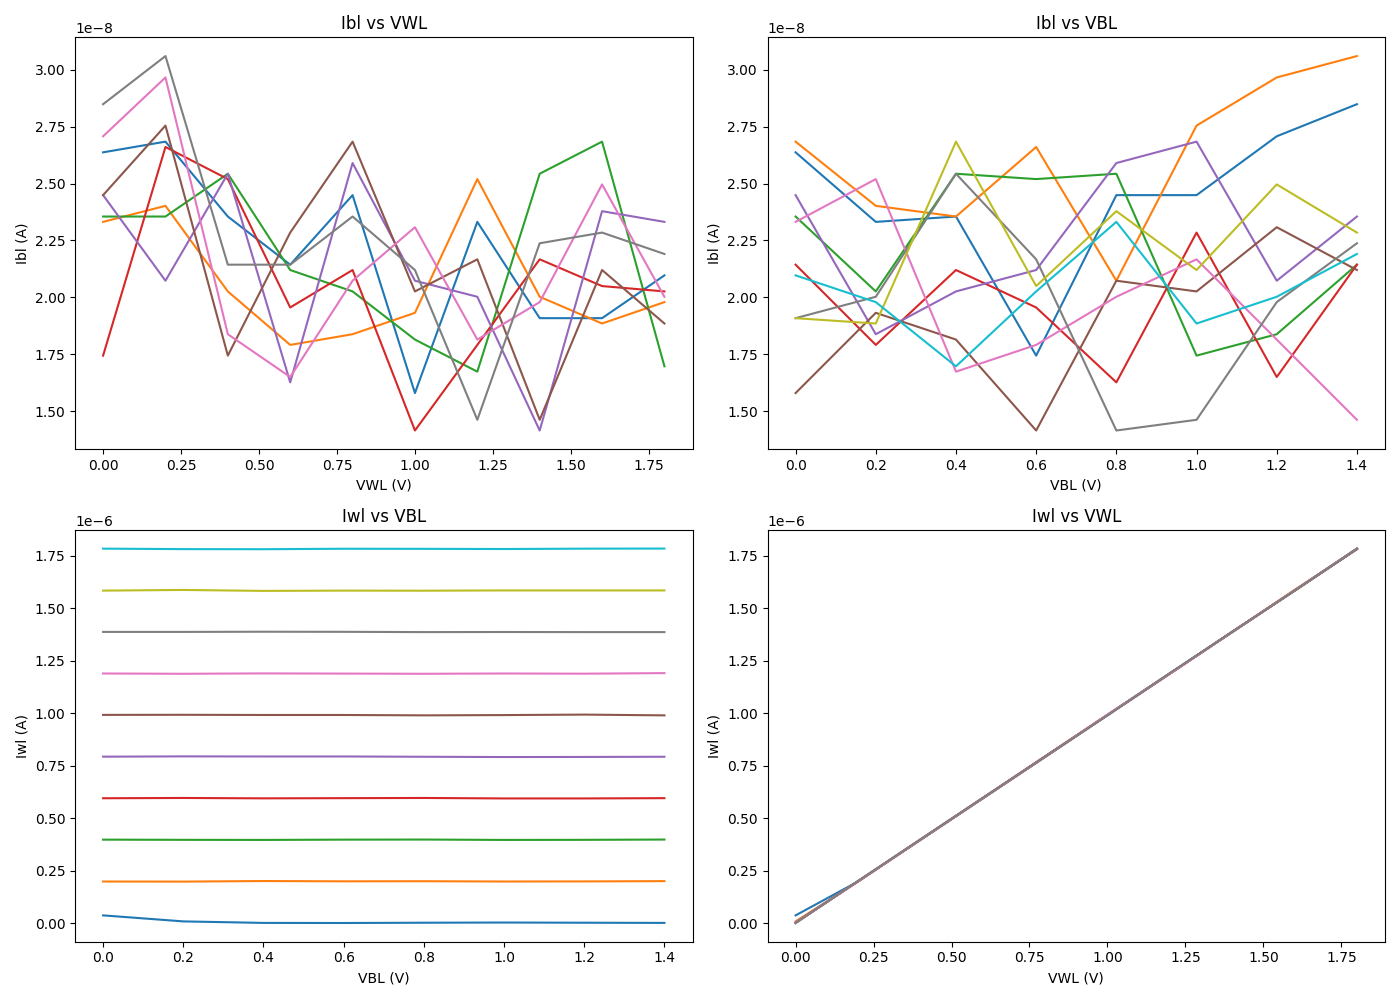 Ibl vs VWL
1e−8
3.00
2.75
2.50
2.25
2.00
1.75
1.50
Ibl (A)
0.00 0.25 0.50 0.75 1.00 1.25 1.50 1.75
VWL (V)
Ibl vs VBL
1e−8
3.00
2.75
2.50
2.25
2.00
1.75
1.50
Ibl (A)
0.0 0.2 0.4 0.6 0.8 1.0 1.2 1.4
VBL (V)
Iwl vs VBL
1e−6
1.75
1.50
1.25
1.00
0.75
0.50
0.25
0.00
Iwl (A)
0.0 0.2 0.4 0.6 0.8 1.0 1.2 1.4
VBL (V)
Iwl vs VWL
1e−6
1.75
1.50
1.25
1.00
0.75
0.50
0.25
0.00
Iwl (A)
0.00 0.25 0.50 0.75 1.00 1.25 1.50 1.75
VWL (V)